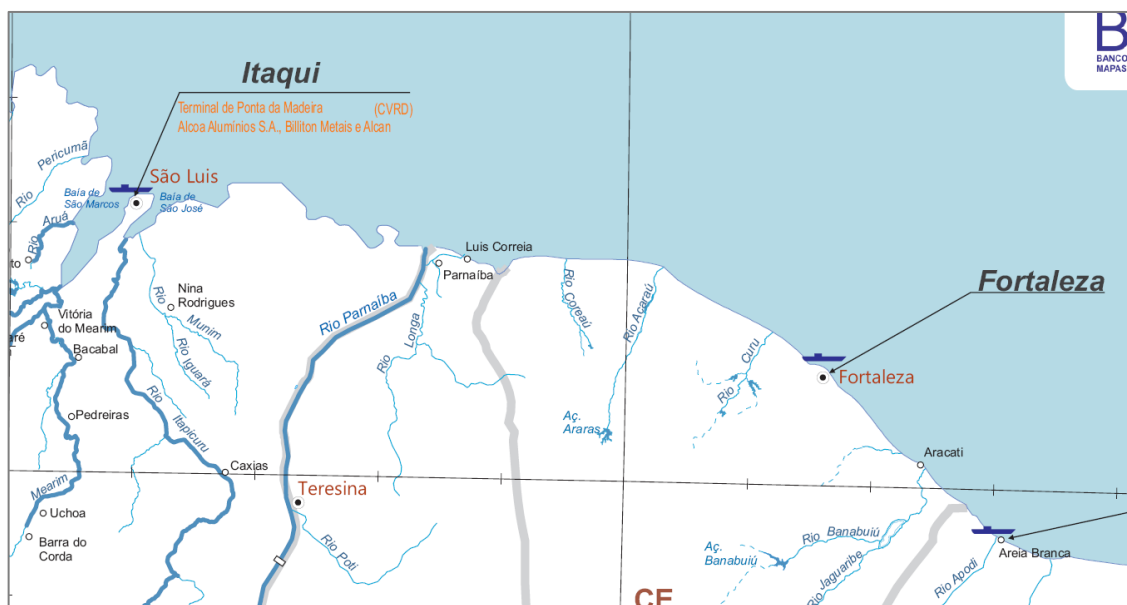 B
BANCO
MAPAS
Itaqui
Terminal de Ponta da Madeira (CVRD)
Alcoa Alumínios S.A., Billiton Metais e Alcan
Rio Pericumã
São Luis
Baía de
São Marcos
Baía de
São José
Rio Aruá
to
Luis Correia
Parnaíba
Fortaleza
Nina
Rodrigues
Rio Munim
Rio Iguará
Rio Parnaíba
Rio Longa
Rio Coreaú
Rio Acaraú
Rio Curu
Vitória
do Mearim
aré
Bacabal
Fortaleza
Pedreiras
Rio Itapicuru
Aç.
Araras
Caxias
Aracati
Mearim
Teresina
Uchoa
Barra do
Corda
Rio Poti
Aç.
Banabuiú
Rio Banabuiú
Rio Jaguaribe
Rio Apodi
Areia Branca
CE